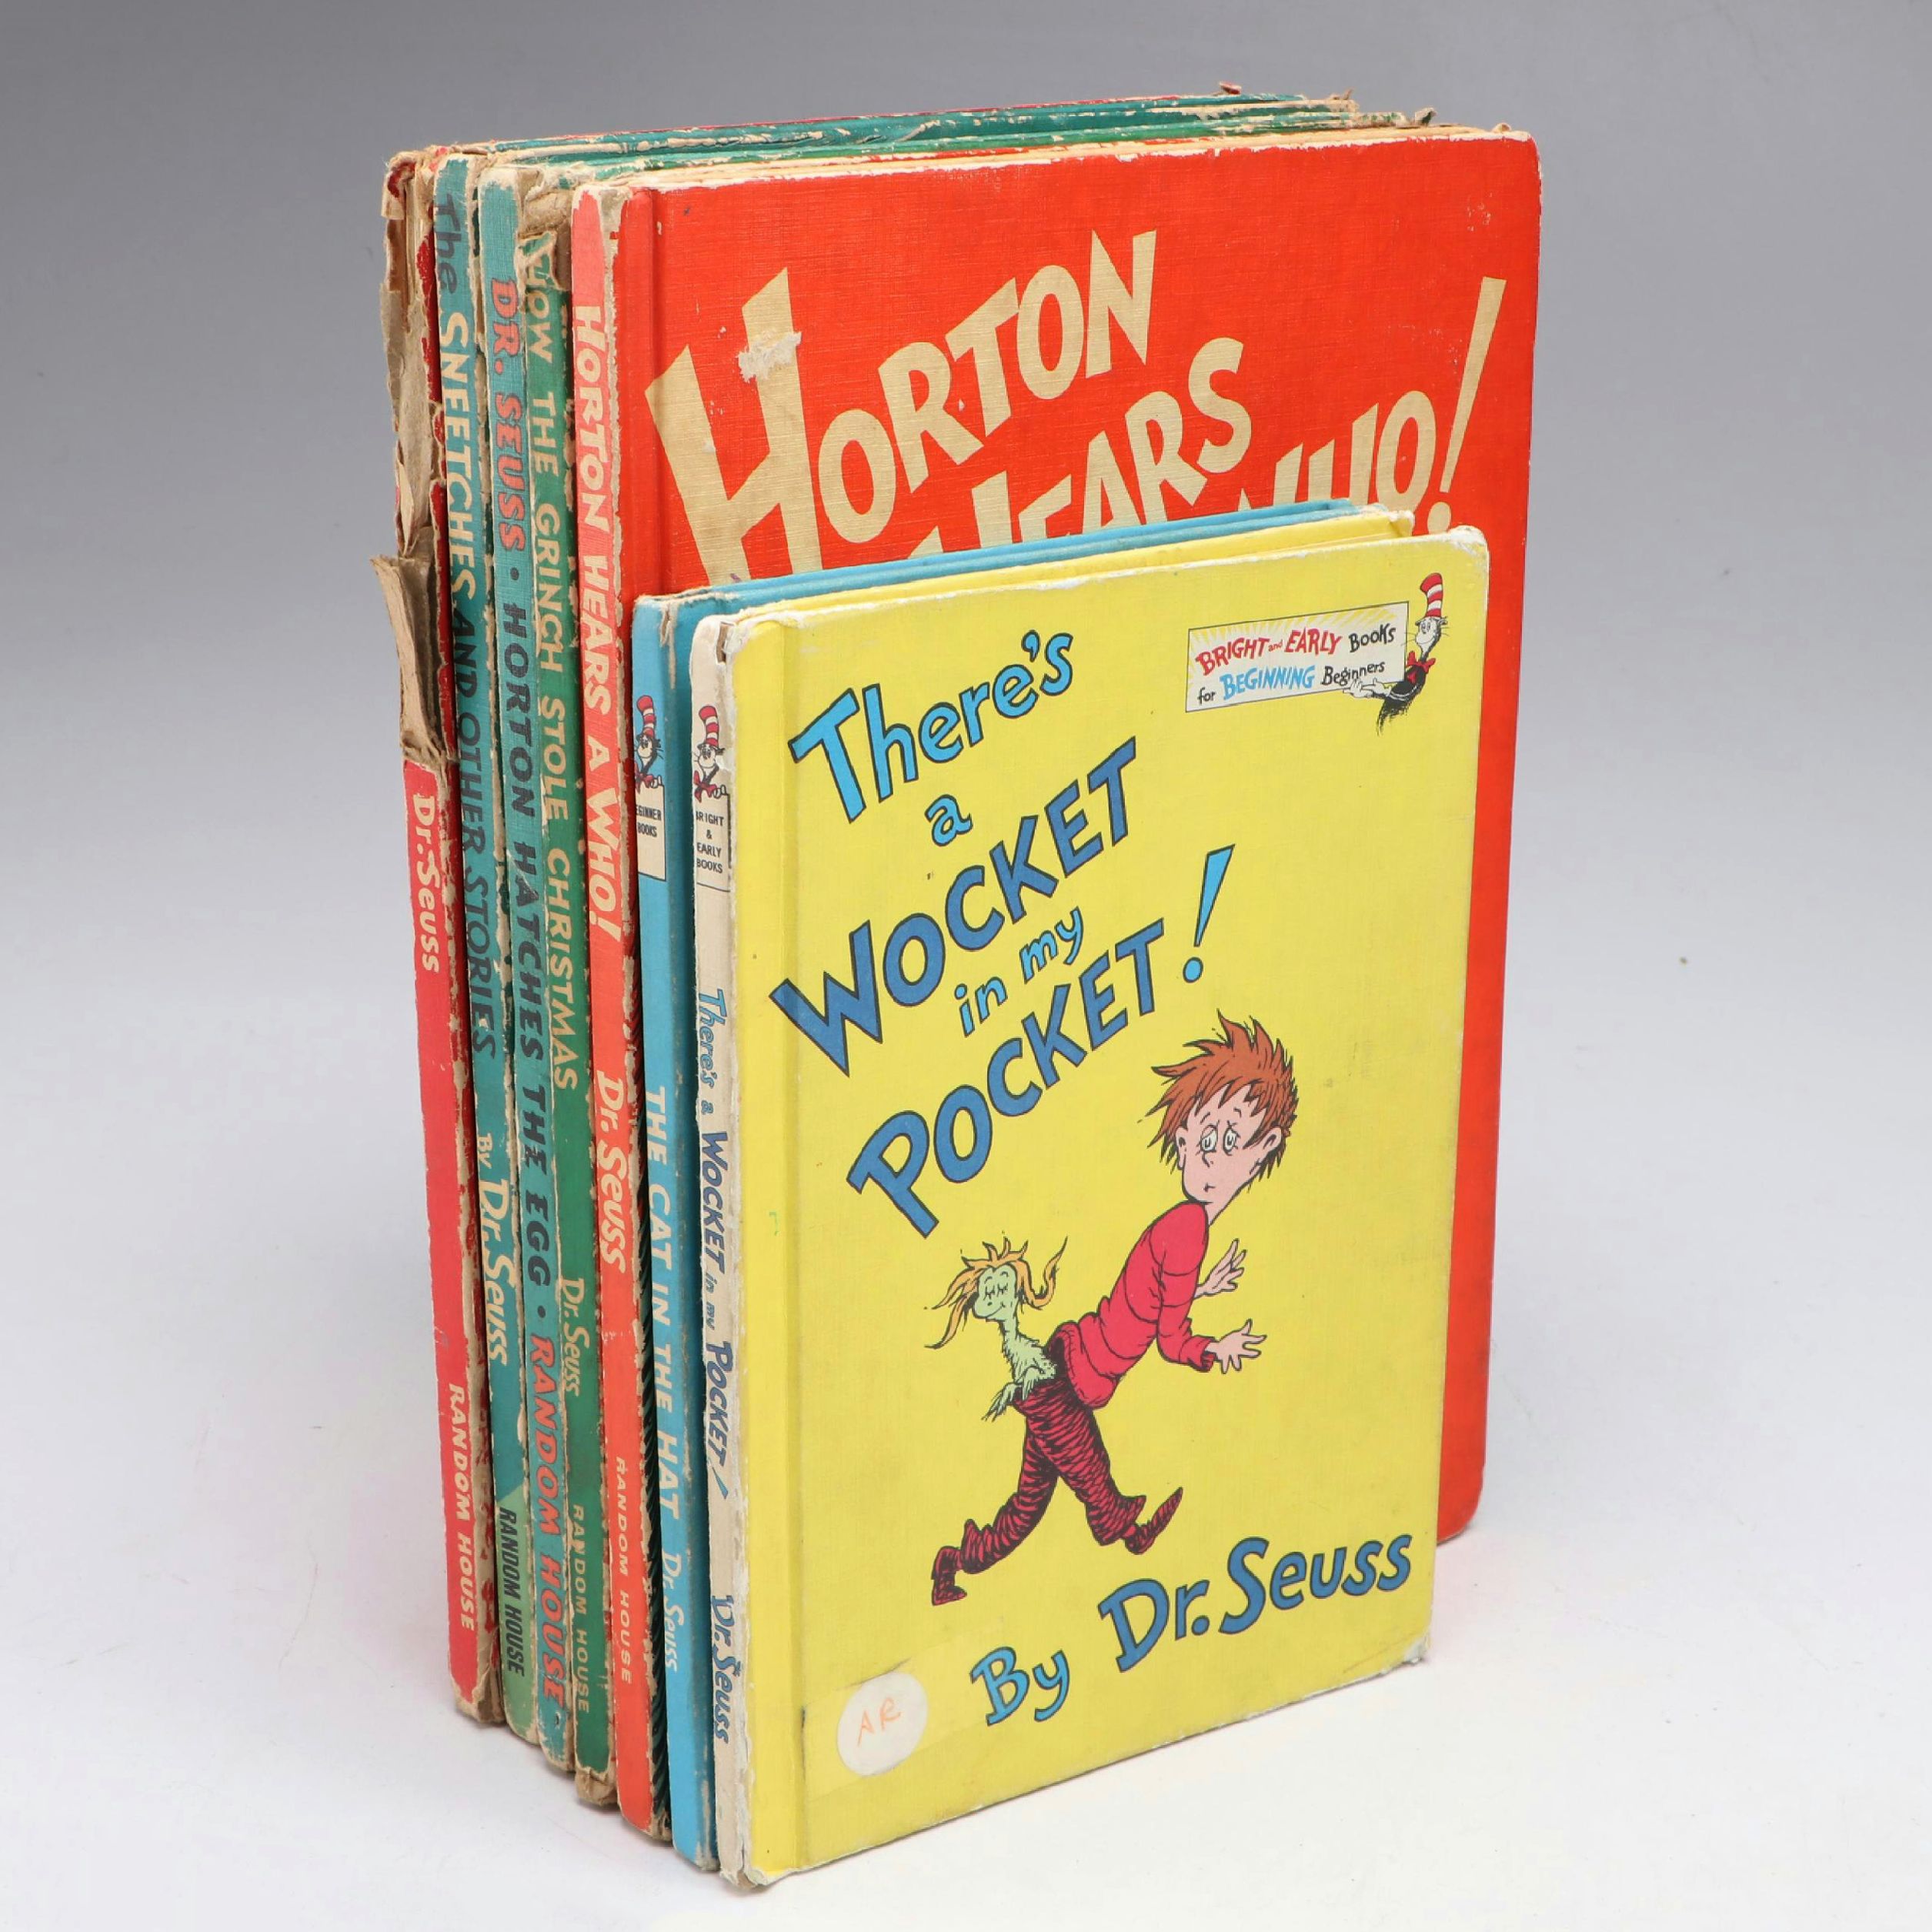 Dr. Seuss RANDOM HOUSE
The SNEETCHES AND OTHER STORIES BY Dr. Seuss RANDOM HOUSE
DR. SEUSS • HORTON HATCHES THE EGG • RANDOM HOUSE
HOW THE GRINCH STOLE CHRISTMAS Dr. Seuss RANDOM HOUSE
HORTON HEARS A WHO! Dr. Seuss RANDOM HOUSE
HORTON
HEARS
WHO!
BEGINNER
BOOKS
THE CAT IN THE HAT Dr. Seuss
BRIGHT
&
EARLY
BOOKS
There's a WOCKET in my POCKET! Dr. Seuss
BRIGHT and EARLY BOOKS
for BEGINNING Beginners
There's
a
WOCKET
in my
POCKET!
By Dr. Seuss
AR